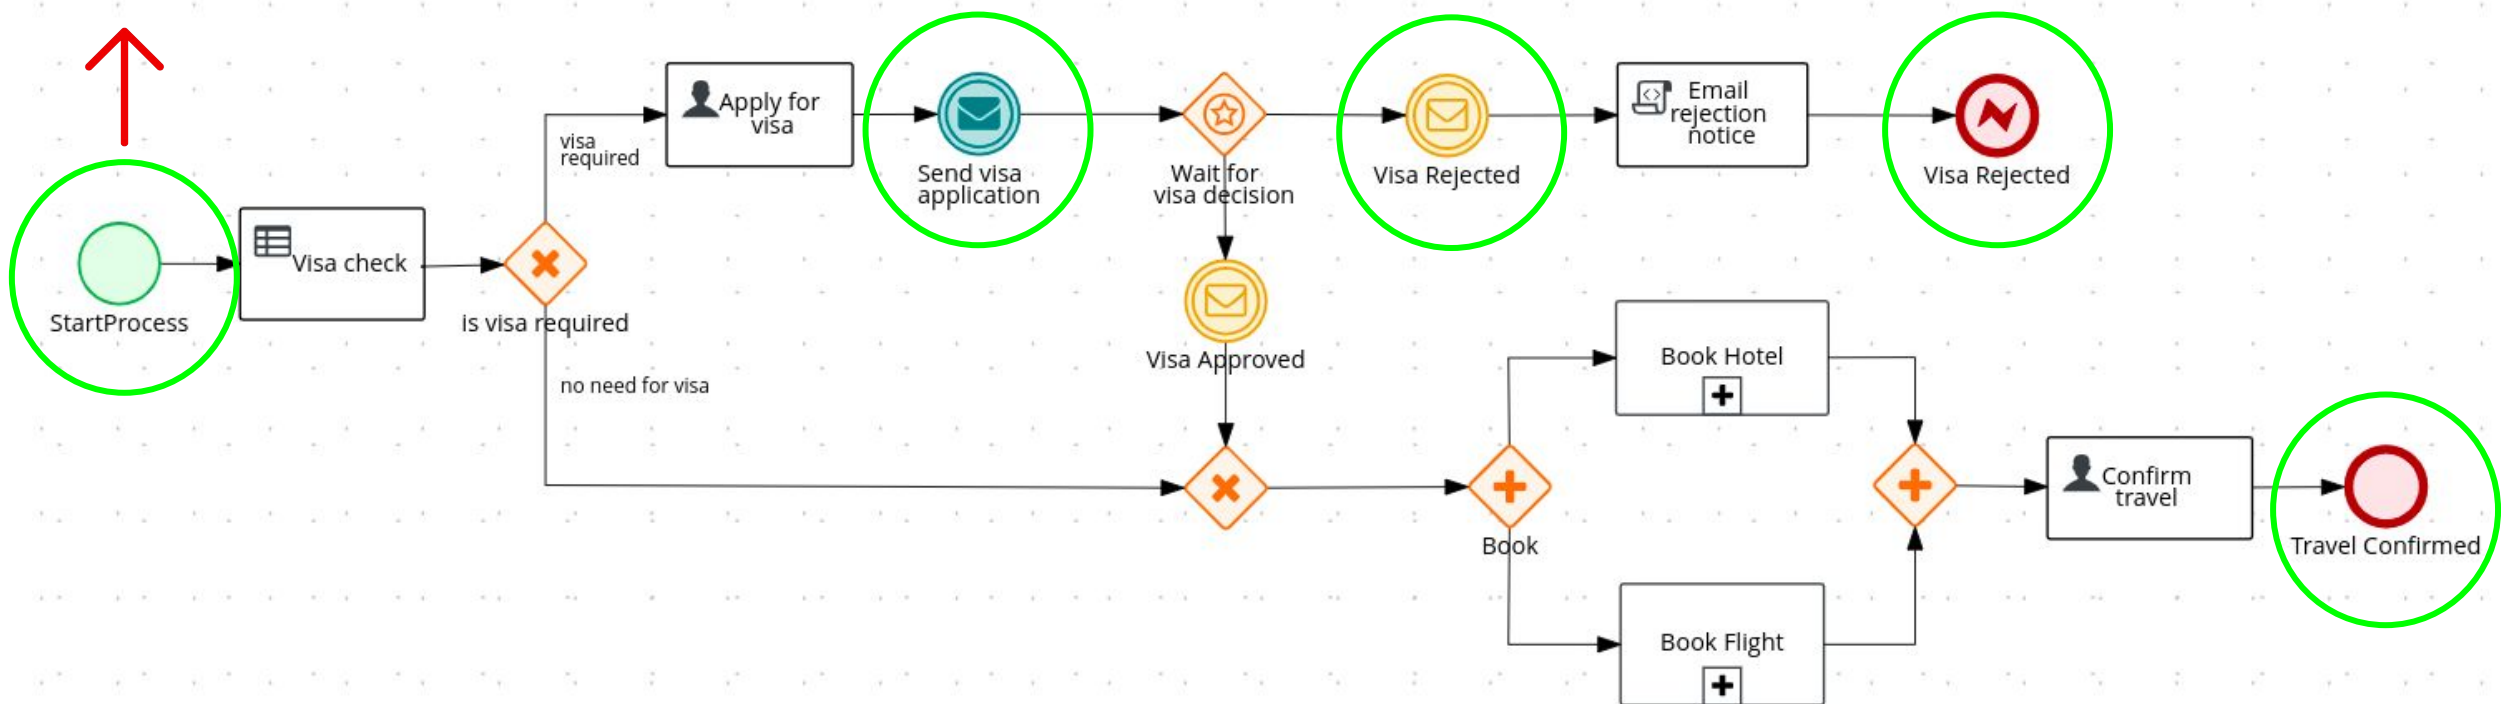 StartProcess
Visa check
is visa required
visa
required
no need for visa
Apply for
visa
Send visa
application
Wait for
visa decision
Visa Rejected
Email
rejection
notice
Visa Rejected
Visa Approved
Book
Book Hotel
Book Flight
Confirm
travel
Travel Confirmed